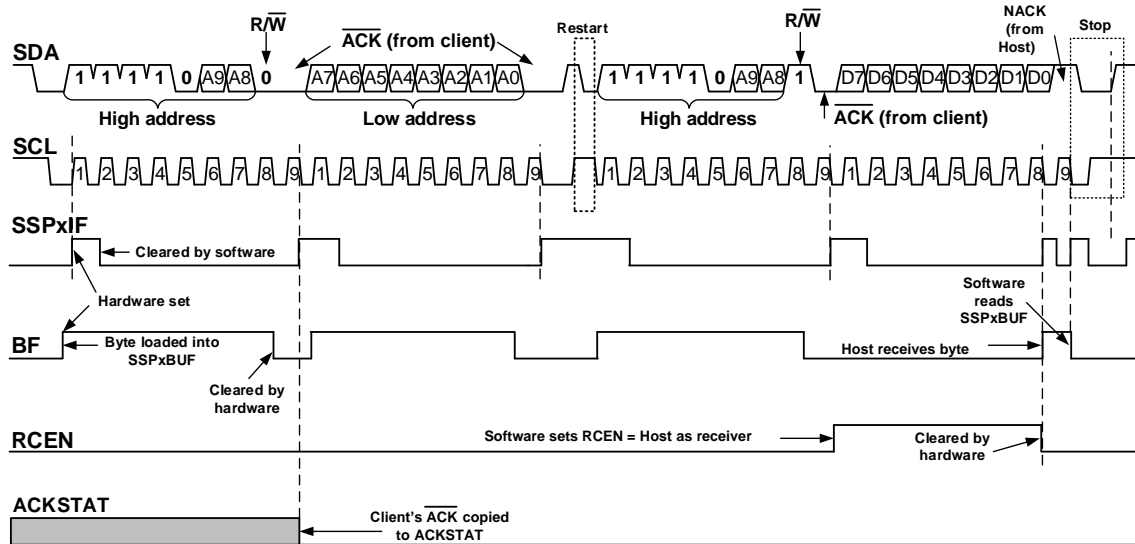 R/W̅
R/W̅
Restart
NACK
(from
Host)
Stop
SDA
A̅C̅K̅ (from client)
1 1 1 1 0 A9 A8 0 A7 A6 A5 A4 A3 A2 A1 A0 1 1 1 1 0 A9 A8 1 D7 D6 D5 D4 D3 D2 D1 D0
High address
Low address
High address
A̅C̅K̅ (from client)
SCL
1 2 3 4 5 6 7 8 9 1 2 3 4 5 6 7 8 9 1 2 3 4 5 6 7 8 9 1 2 3 4 5 6 7 8 9
SSPxIF
Cleared by software
Hardware set
Software
reads
SSPxBUF
BF
Byte loaded into
SSPxBUF
Host receives byte
Cleared by
hardware
RCEN
Software sets RCEN = Host as receiver
Cleared by
hardware
ACKSTAT
Client's A̅C̅K̅ copied
to ACKSTAT